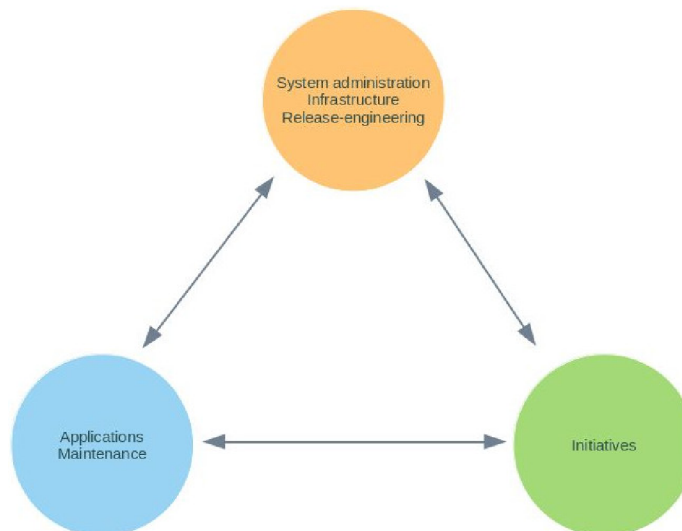 System administration
Infrastructure
Release-engineering
Applications
Maintenance
Initiatives